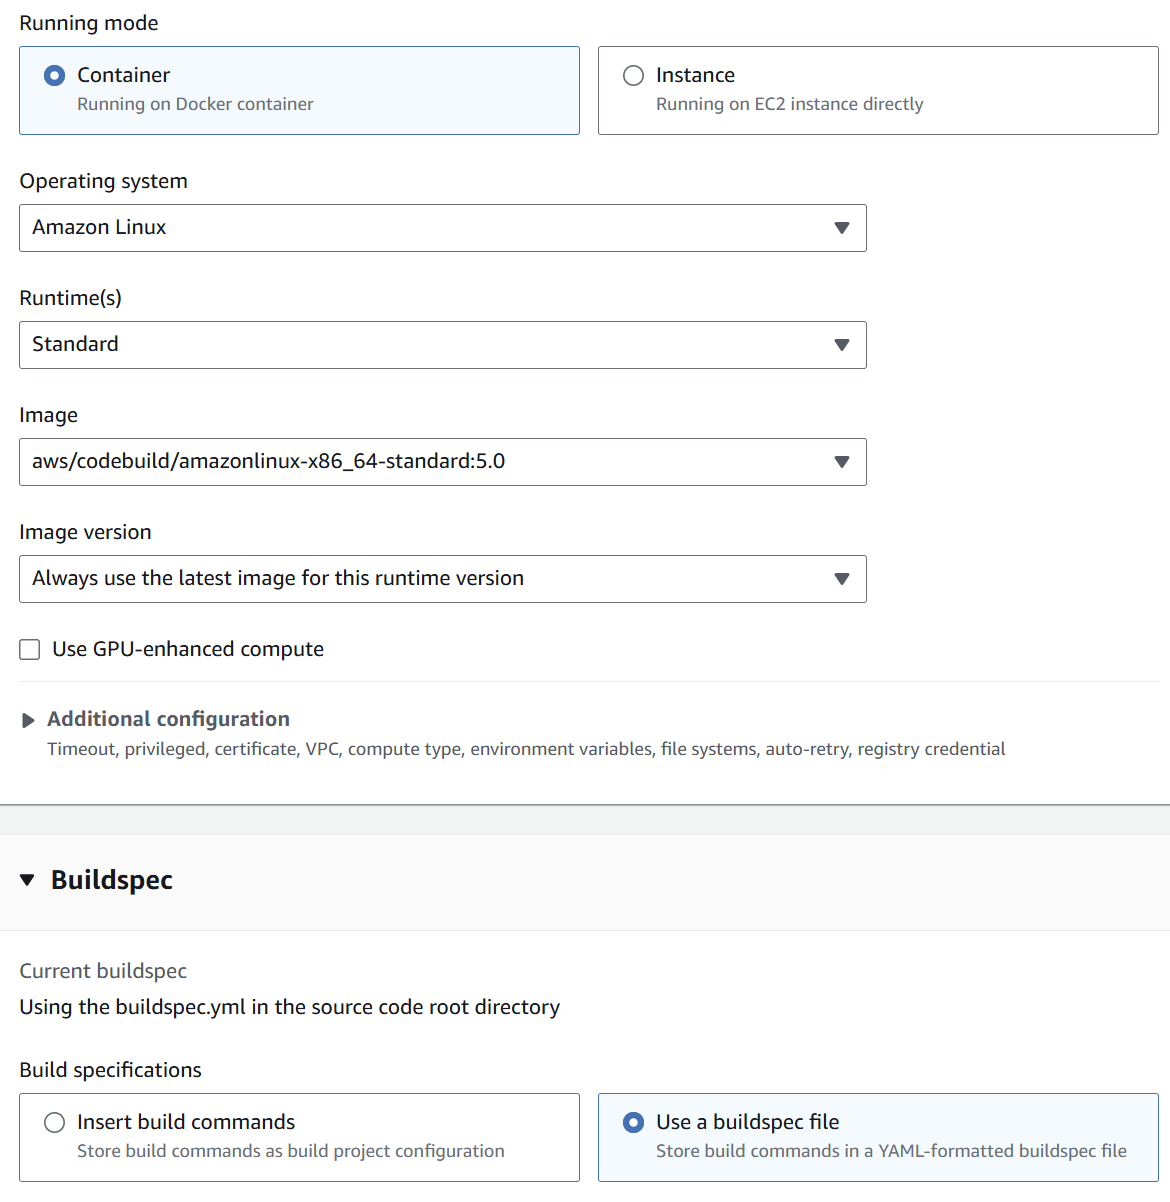 Running mode
Container
Running on Docker container
Instance
Running on EC2 instance directly
Operating system
Amazon Linux
Runtime(s)
Standard
Image
aws/codebuild/amazonlinux-x86_64-standard:5.0
Image version
Always use the latest image for this runtime version
Use GPU-enhanced compute
Additional configuration
Timeout, privileged, certificate, VPC, compute type, environment variables, file systems, auto-retry, registry credential
Buildspec
Current buildspec
Using the buildspec.yml in the source code root directory
Build specifications
Insert build commands
Store build commands as build project configuration
Use a buildspec file
Store build commands in a YAML-formatted buildspec file